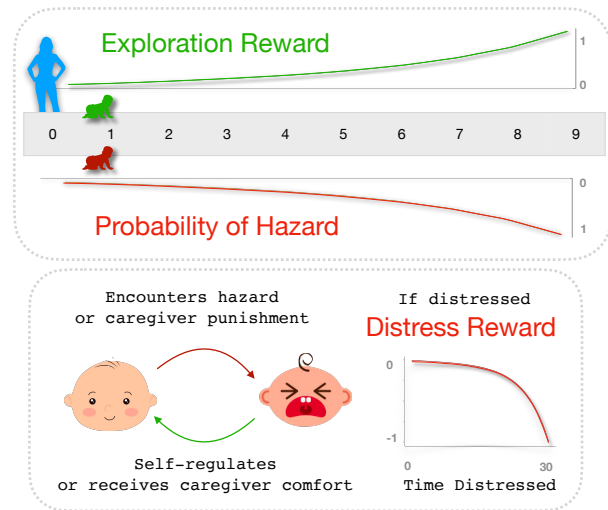 Exploration Reward
1
0
0 1 2 3 4 5 6 7 8 9
0
Probability of Hazard
1
Encounters hazard
or caregiver punishment
Self-regulates
or receives caregiver comfort
If distressed
Distress Reward
0
-1
0 30
Time Distressed